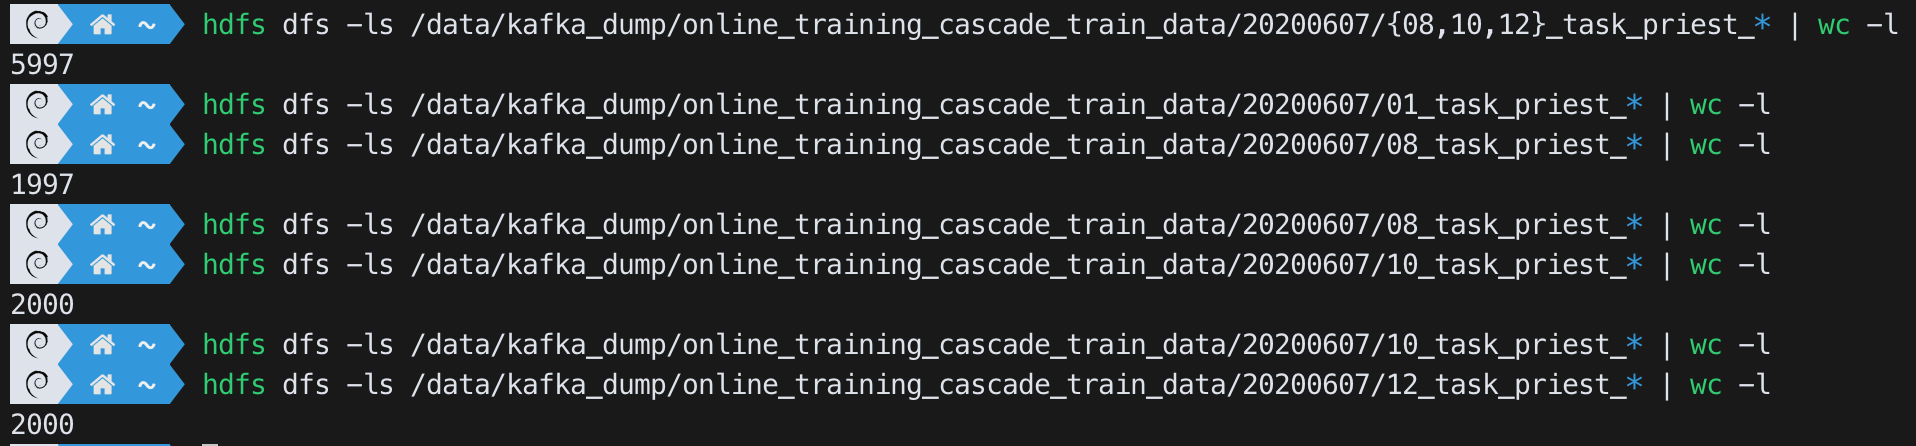 ~ hdfs dfs -ls /data/kafka_dump/online_training_cascade_train_data/20200607/{08,10,12}_task_priest_* | wc -l
5997
~ hdfs dfs -ls /data/kafka_dump/online_training_cascade_train_data/20200607/01_task_priest_* | wc -l
~ hdfs dfs -ls /data/kafka_dump/online_training_cascade_train_data/20200607/08_task_priest_* | wc -l
1997
~ hdfs dfs -ls /data/kafka_dump/online_training_cascade_train_data/20200607/08_task_priest_* | wc -l
~ hdfs dfs -ls /data/kafka_dump/online_training_cascade_train_data/20200607/10_task_priest_* | wc -l
2000
~ hdfs dfs -ls /data/kafka_dump/online_training_cascade_train_data/20200607/10_task_priest_* | wc -l
~ hdfs dfs -ls /data/kafka_dump/online_training_cascade_train_data/20200607/12_task_priest_* | wc -l
2000